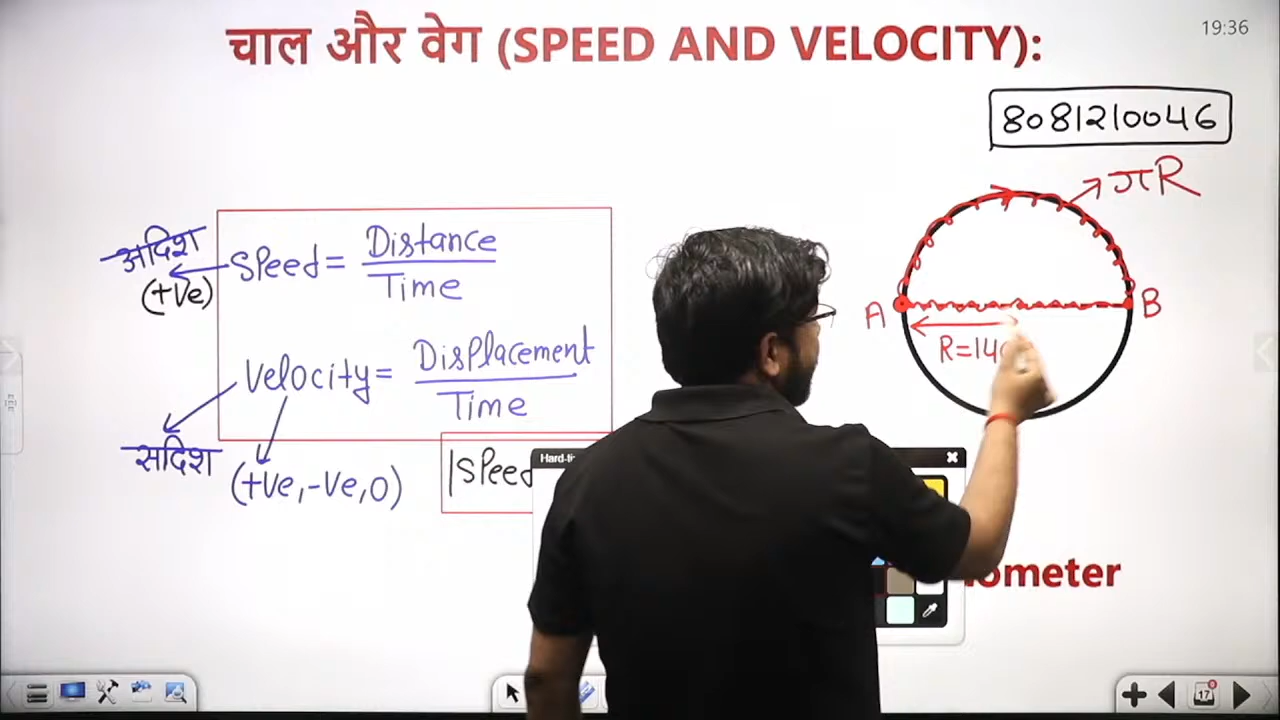 चाल और वेग (SPEED AND VELOCITY):
19:36
8081210046
πR
अदिश
(+ve)
Speed = Distance
Time
A
B
R=14
Velocity = Displacement
Time
सदिश
(+ve, -ve, 0)
|Speed
17